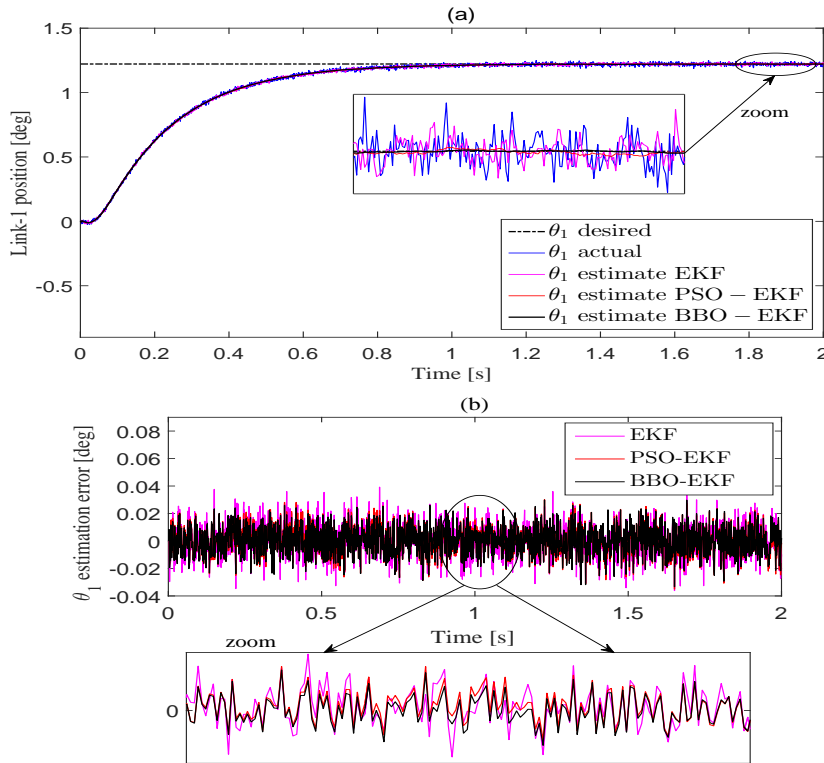 (a)
1.5
1
0.5
0
-0.5
Link-1 position [deg]
zoom
θ1 desired
θ1 actual
θ1 estimate EKF
θ1 estimate PSO − EKF
θ1 estimate BBO − EKF
0 0.2 0.4 0.6 0.8 1 1.2 1.4 1.6 1.8 2
Time [s]
(b)
0.08
0.06
0.04
0.02
0
-0.02
-0.04
θ1 estimation error [deg]
EKF
PSO-EKF
BBO-EKF
0 0.5 1 1.5 2
Time [s]
zoom
0